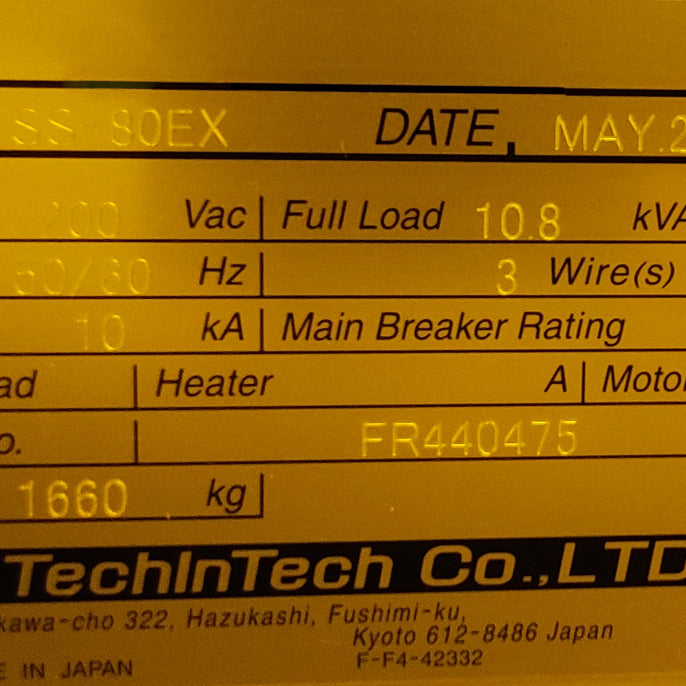 SS-80EX DATE, MAY.2
200 Vac Full Load 10.8 kVA
50/60 Hz 3 Wire(s)
10 kA Main Breaker Rating
ad Heater A Moto
o. FR440475
1660 kg
TechInTech Co.,LTD
kawa-cho 322, Hazukashi, Fushimi-ku,
Kyoto 612-8486 Japan
E IN JAPAN F-F4-42332